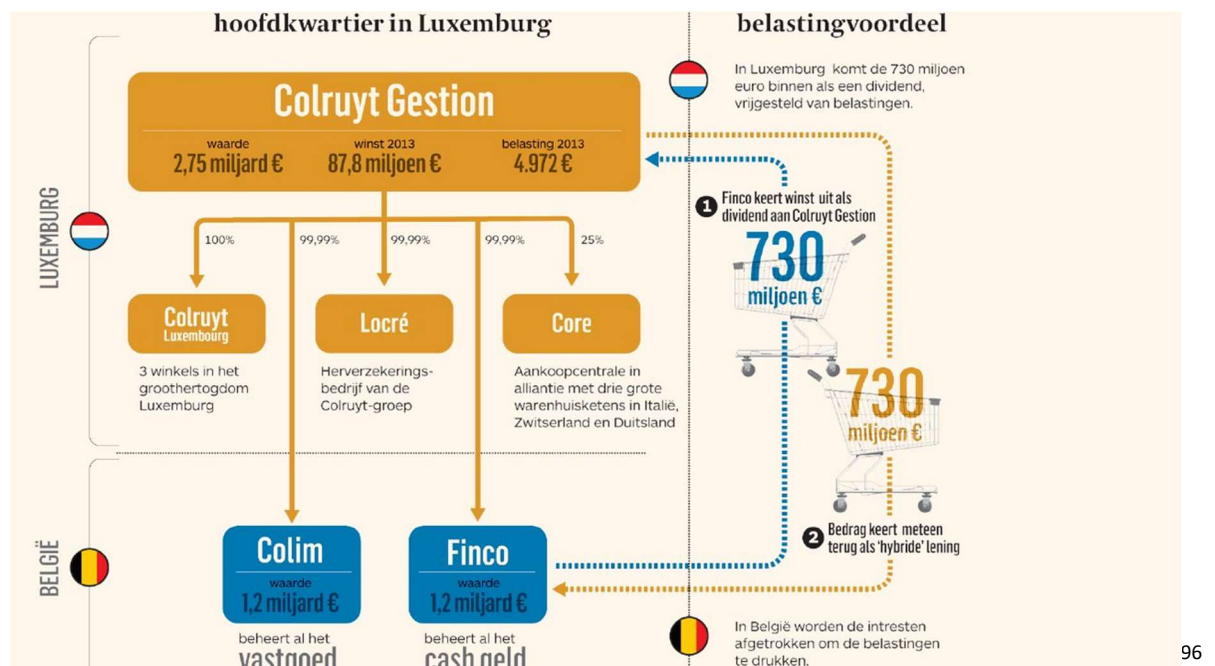 hoofdkwartier in Luxemburg
belastingvoordeel
LUXEMBURG
Colruyt Gestion
waarde
2,75 miljard €
winst 2013
87,8 miljoen €
belasting 2013
4.972 €
100%
99,99%
99,99%
99,99%
25%
Colruyt
Luxembourg
3 winkels in het
groothertogdom
Luxemburg
Locré
Herverzekerings-
bedrijf van de
Colruyt-groep
Core
Aankoopcentrale in
alliantie met drie grote
warenhuisketens in Italië,
Zwitserland en Duitsland
BELGIË
Colim
waarde
1,2 miljard €
beheert al het
vastgoed
Finco
waarde
1,2 miljard €
beheert al het
cash geld
In Luxemburg komt de 730 miljoen
euro binnen als een dividend,
vrijgesteld van belastingen.
1 Finco keert winst uit als
dividend aan Colruyt Gestion
730
miljoen €
730
miljoen €
2 Bedrag keert meteen
terug als ‘hybride’ lening
In België worden de intresten
afgetrokken om de belastingen
te drukken.
96